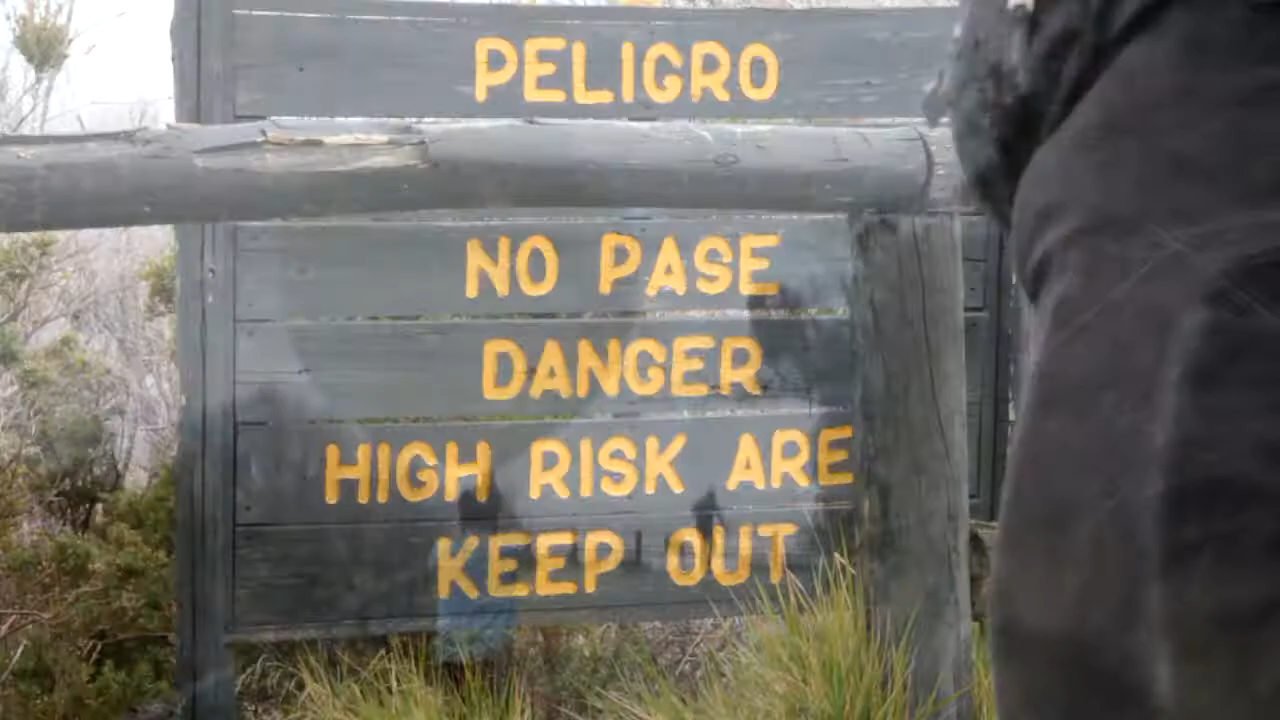 PELIGRO
NO PASE
DANGER
HIGH RISK ARE
KEEP OUT